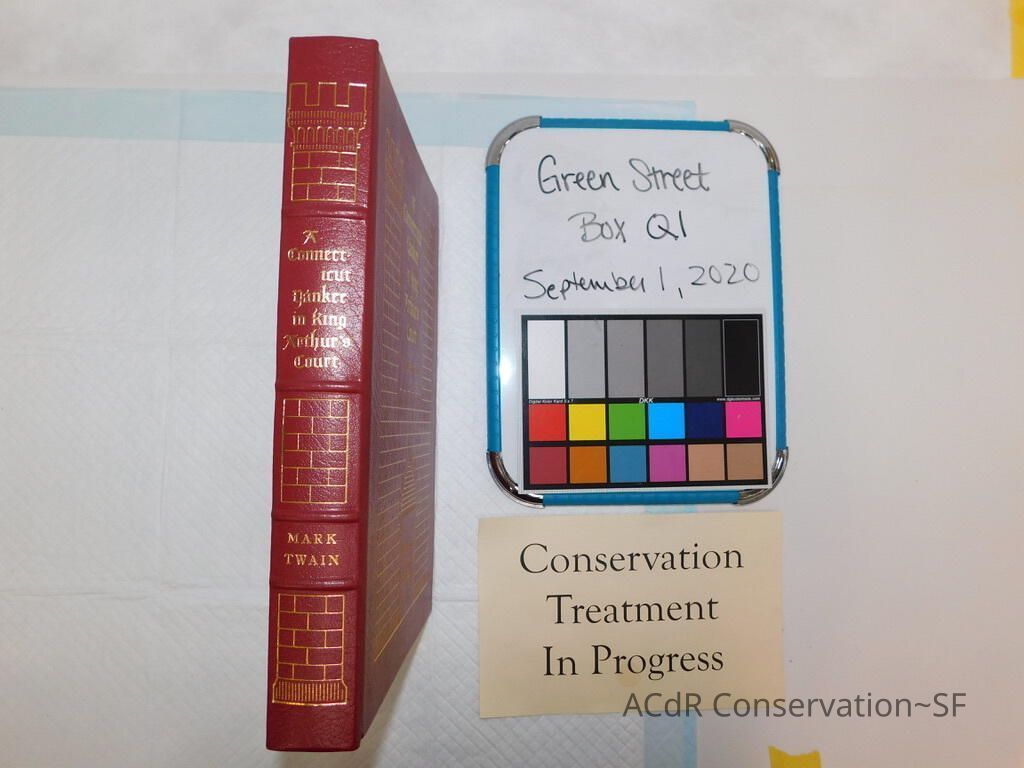 A
Connect-
icut
Yankee
in King
Arthur's
Court
MARK
TWAIN
Green Street
Box Q1
September 1, 2020
DKK
Conservation
Treatment
In Progress
ACdR Conservation~SF